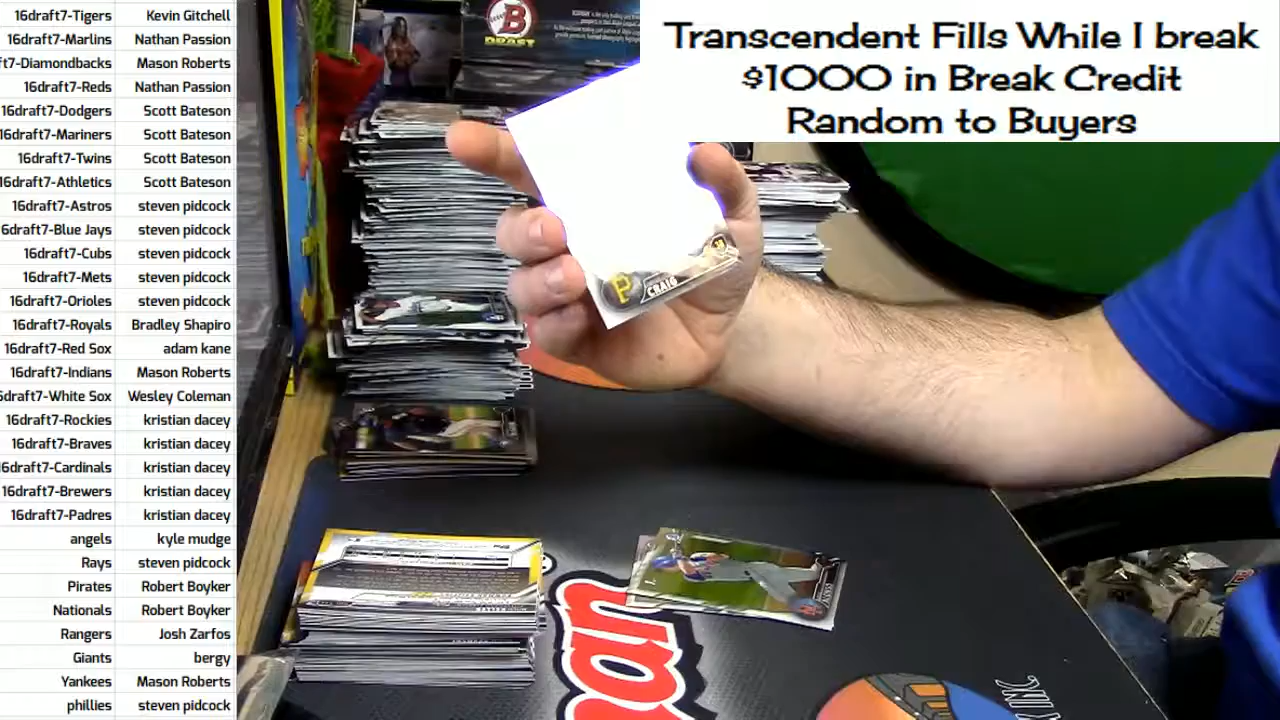 Transcendent Fills While I break
$1000 in Break Credit
Random to Buyers
16draft7-Tigers Kevin Gitchell
16draft7-Marlins Nathan Passion
ft7-Diamondbacks Mason Roberts
16draft7-Reds Nathan Passion
16draft7-Dodgers Scott Bateson
16draft7-Mariners Scott Bateson
16draft7-Twins Scott Bateson
16draft7-Athletics Scott Bateson
16draft7-Astros steven pidcock
6draft7-Blue Jays steven pidcock
16draft7-Cubs steven pidcock
16draft7-Mets steven pidcock
16draft7-Orioles steven pidcock
16draft7-Royals Bradley Shapiro
16draft7-Red Sox adam kane
16draft7-Indians Mason Roberts
6draft7-White Sox Wesley Coleman
16draft7-Rockies kristian dacey
16draft7-Braves kristian dacey
6draft7-Cardinals kristian dacey
16draft7-Brewers kristian dacey
16draft7-Padres kristian dacey
angels kyle mudge
Rays steven pidcock
Pirates Robert Boyker
Nationals Robert Boyker
Rangers Josh Zarfos
Giants bergy
Yankees Mason Roberts
phillies steven pidcock
B
DRAFT
P
CRAIG
INC